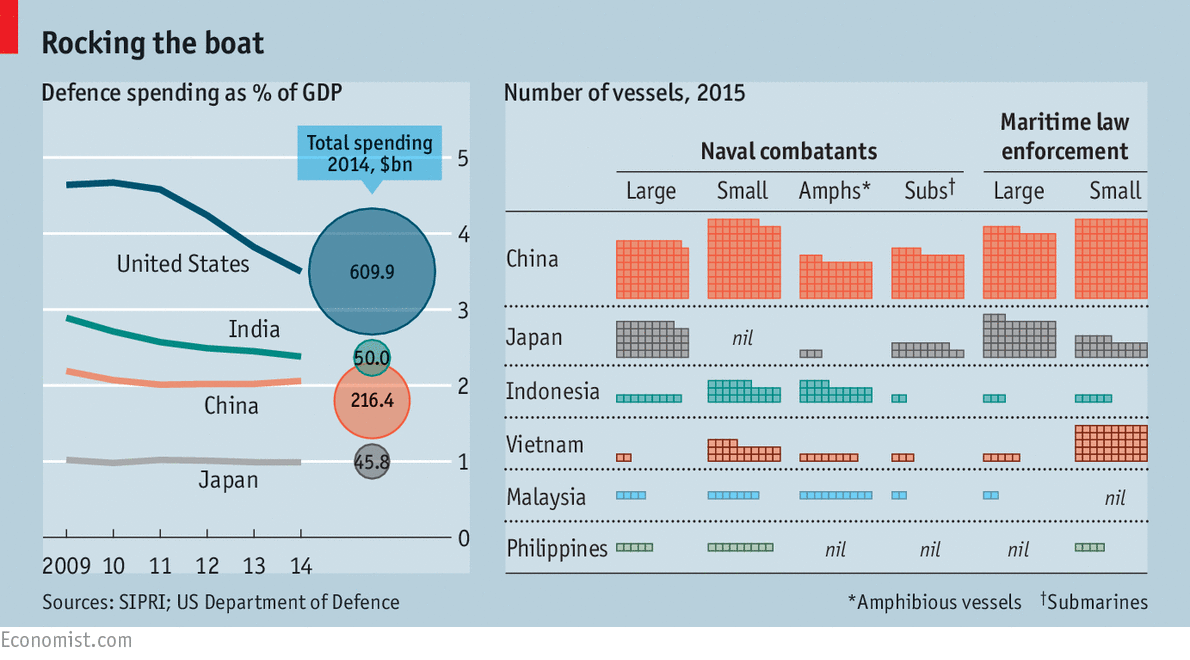 Rocking the boat
Defence spending as % of GDP
Total spending
2014, $bn
5
4
3
2
1
0
United States
India
China
Japan
609.9
50.0
216.4
45.8
2009 10 11 12 13 14
Number of vessels, 2015
Naval combatants
Maritime law
enforcement
Large Small Amphs* Subs† Large Small
China
Japan nil
Indonesia
Vietnam
Malaysia nil
Philippines nil nil nil
Sources: SIPRI; US Department of Defence
*Amphibious vessels †Submarines
Economist.com